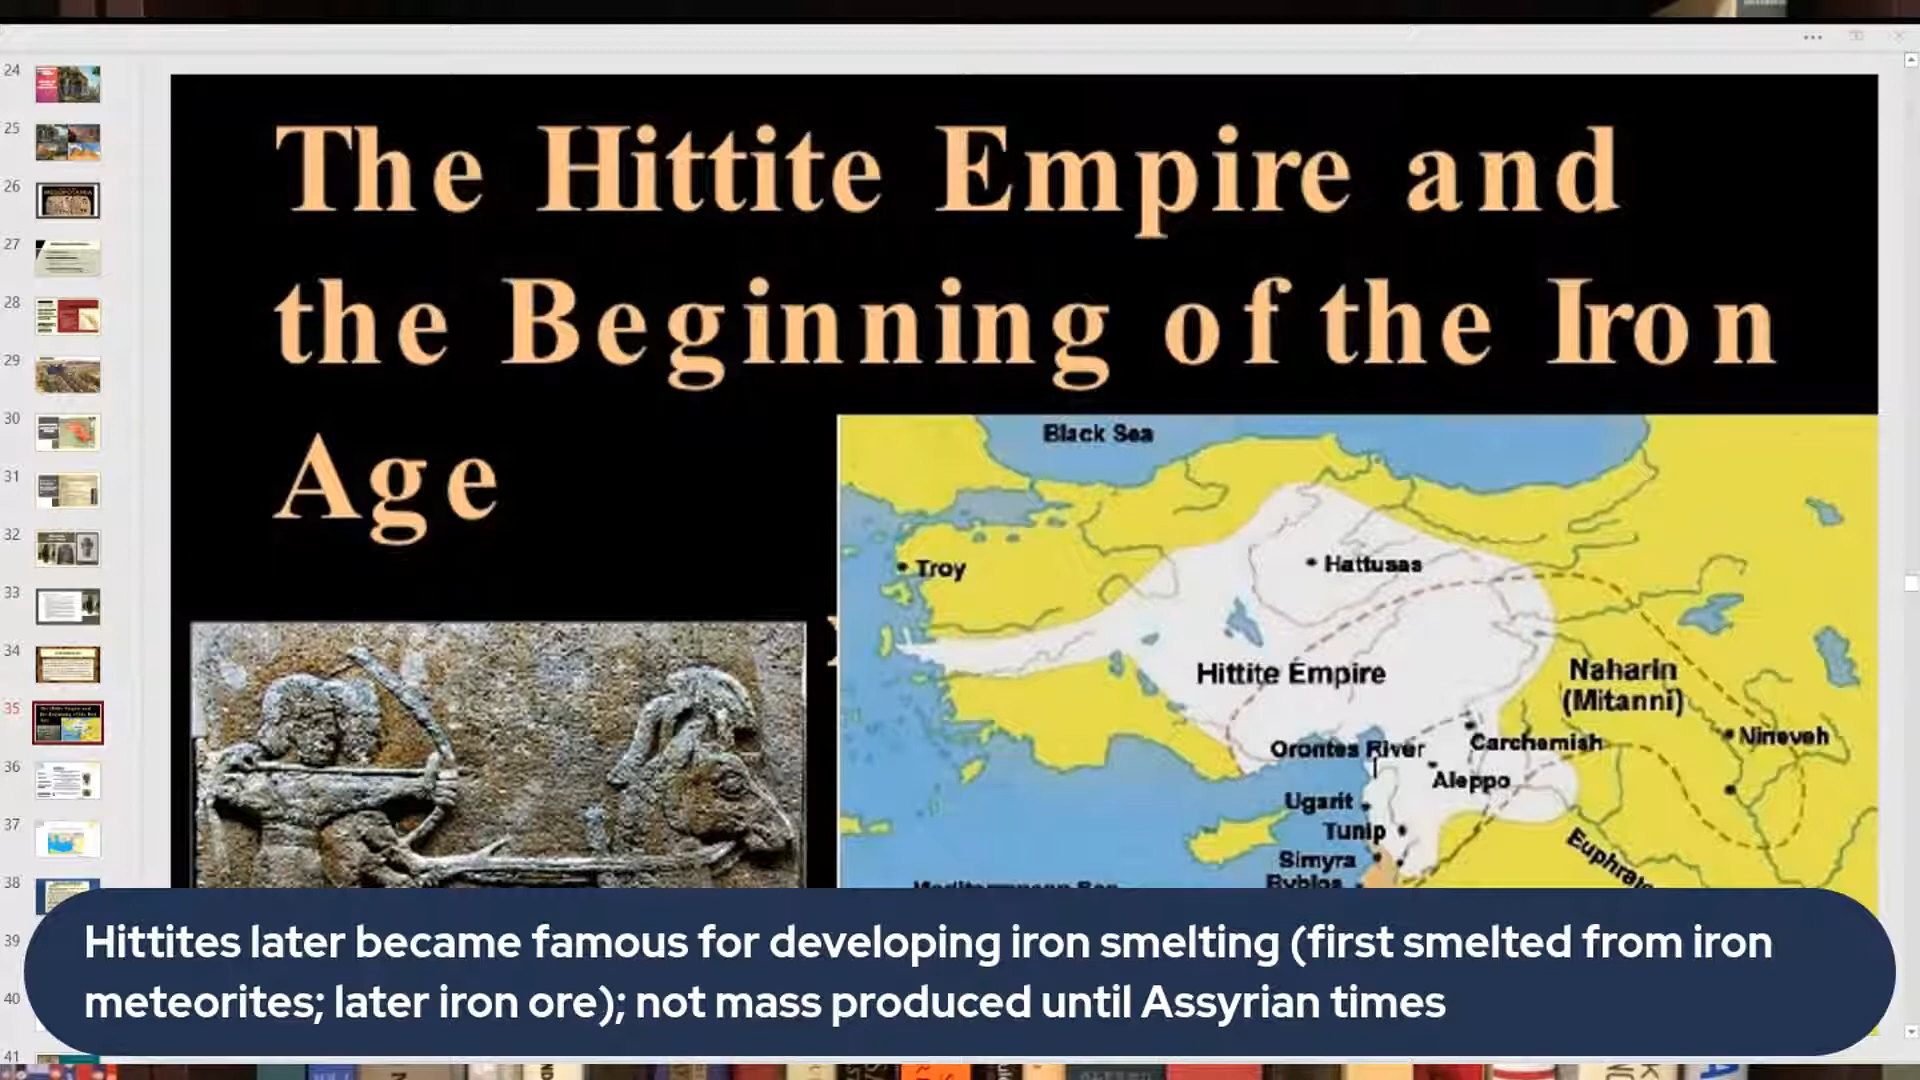 24
25
26
27
28
29
30
31
32
33
34
35
36
37
38
39
40
41
The Hittite Empire and
the Beginning of the Iron
Age
Black Sea
Troy
Hattusas
Hittite Empire
Naharin
(Mitanni)
Nineveh
Orontes River
Carchemish
Aleppo
Ugarit
Tunip
Simyra
Byblos
Mediterranean Sea
Hittites later became famous for developing iron smelting (first smelted from iron
meteorites; later iron ore); not mass produced until Assyrian times